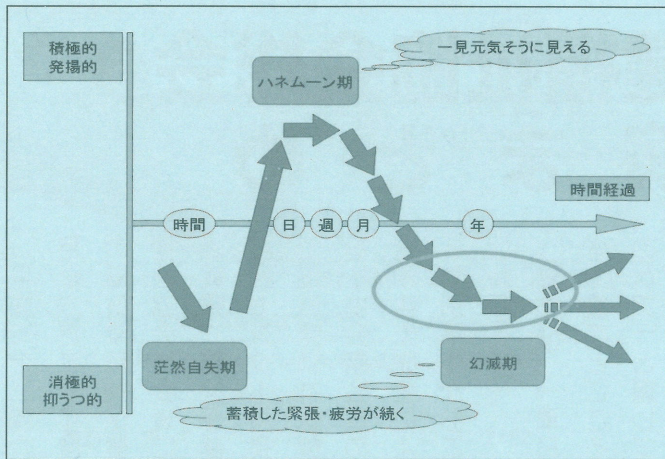 積極的
発揚的
一見元気そうに見える
ハネムーン期
時間経過
時間
日
週
月
年
茫然自失期
幻滅期
消極的
抑うつ的
蓄積した緊張・疲労が続く